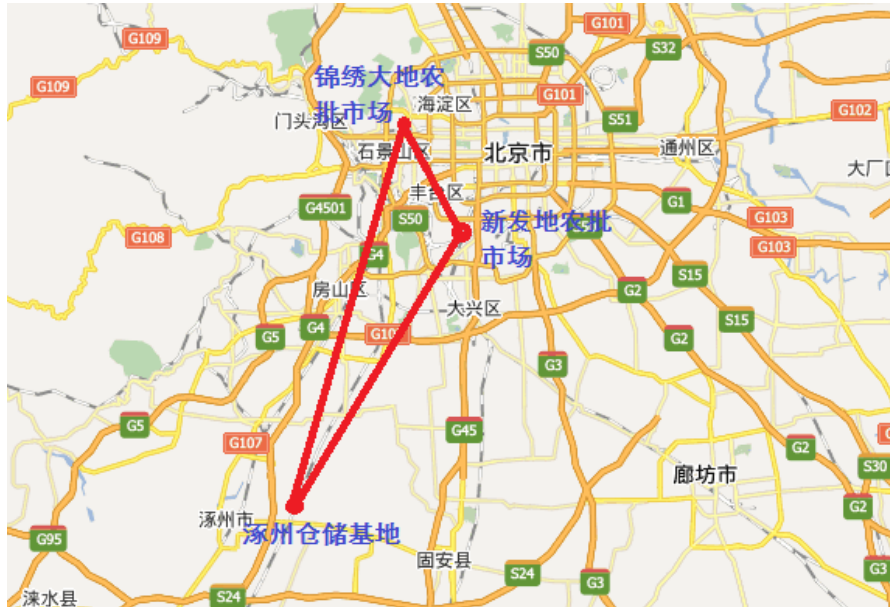 G101
G109
S50
S32
G109
锦绣大地农
批市场
海淀区
G101
门头沟区
S51
G102
石景山区
北京市
通州区
大厂回
丰台区
G4501
S50
G1
G103
新发地农批
市场
G108
G4
G103
S15
房山区
G2
大兴区
G4
G5
S15
G2
G3
G5
G45
G107
G2
廊坊市
S30
涿州市
G2
涿州仓储基地
G95
固安县
S24
G3
G3
涞水县
S24